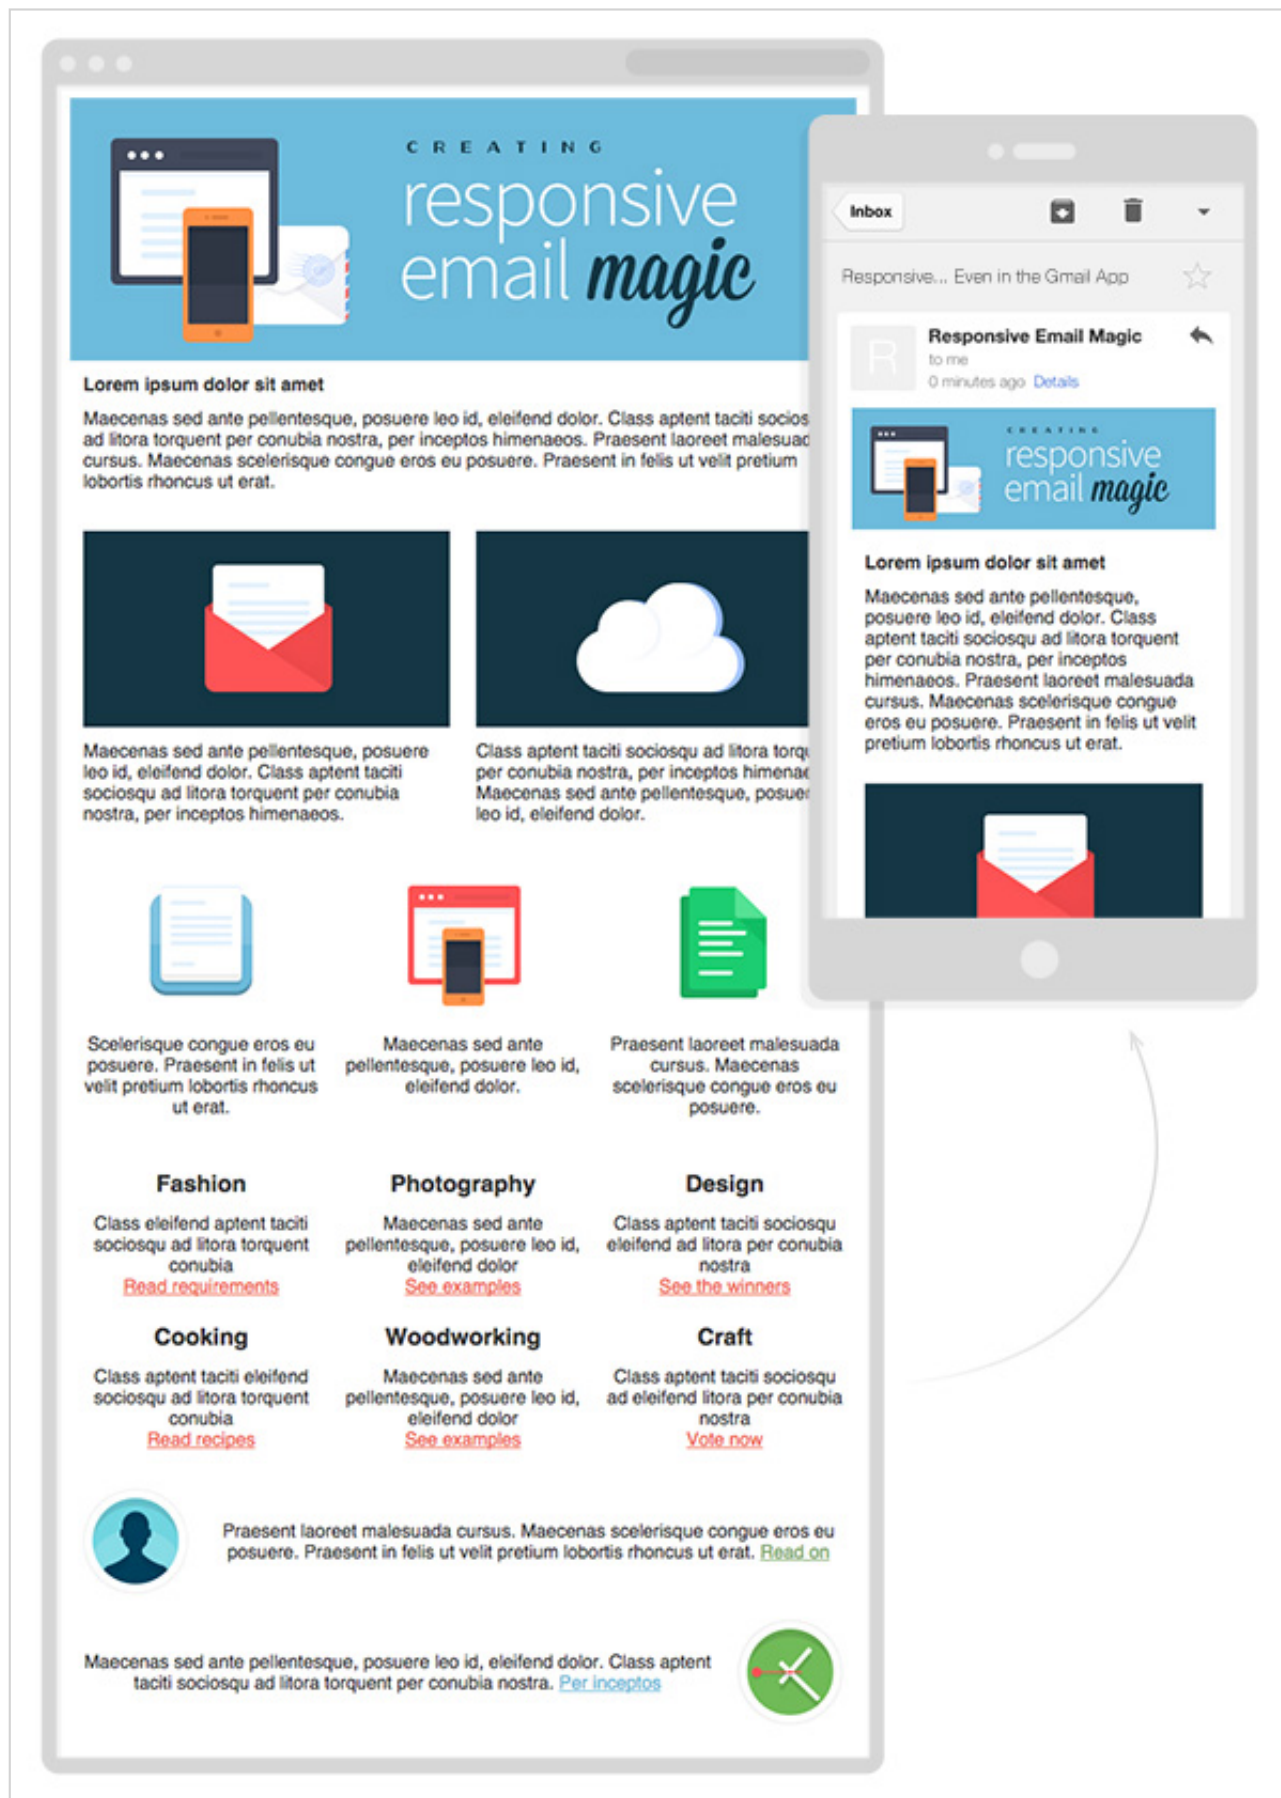 CREATING
responsive
email magic
Lorem ipsum dolor sit amet
Maecenas sed ante pellentesque, posuere leo id, eleifend dolor. Class aptent taciti socios
ad litora torquent per conubia nostra, per inceptos himenaeos. Praesent laoreet malesuad
cursus. Maecenas scelerisque congue eros eu posuere. Praesent in felis ut velit pretium
lobortis rhoncus ut erat.
Maecenas sed ante pellentesque, posuere
leo id, eleifend dolor. Class aptent taciti
sociosqu ad litora torquent per conubia
nostra, per inceptos himenaeos.
Class aptent taciti sociosqu ad litora torqu
per conubia nostra, per inceptos himenae
Maecenas sed ante pellentesque, posuer
leo id, eleifend dolor.
Scelerisque congue eros eu
posuere. Praesent in felis ut
velit pretium lobortis rhoncus
ut erat.
Maecenas sed ante
pellentesque, posuere leo id,
eleifend dolor.
Praesent laoreet malesuada
cursus. Maecenas
scelerisque congue eros eu
posuere.
Fashion
Class eleifend aptent taciti
sociosqu ad litora torquent
conubia
Read requirements
Photography
Maecenas sed ante
pellentesque, posuere leo id,
eleifend dolor
See examples
Design
Class aptent taciti sociosqu
eleifend ad litora per conubia
nostra
See the winners
Cooking
Class aptent taciti eleifend
sociosqu ad litora torquent
conubia
Read recipes
Woodworking
Maecenas sed ante
pellentesque, posuere leo id,
eleifend dolor
See examples
Craft
Class aptent taciti sociosqu
ad eleifend litora per conubia
nostra
Vote now
Praesent laoreet malesuada cursus. Maecenas scelerisque congue eros eu
posuere. Praesent in felis ut velit pretium lobortis rhoncus ut erat. Read on
Maecenas sed ante pellentesque, posuere leo id, eleifend dolor. Class aptent
taciti sociosqu ad litora torquent per conubia nostra. Per inceptos
Inbox
Responsive... Even in the Gmail App
R
Responsive Email Magic
to me
0 minutes ago Details
CREATING
responsive
email magic
Lorem ipsum dolor sit amet
Maecenas sed ante pellentesque,
posuere leo id, eleifend dolor. Class
aptent taciti sociosqu ad litora torquent
per conubia nostra, per inceptos
himenaeos. Praesent laoreet malesuada
cursus. Maecenas scelerisque congue
eros eu posuere. Praesent in felis ut velit
pretium lobortis rhoncus ut erat.